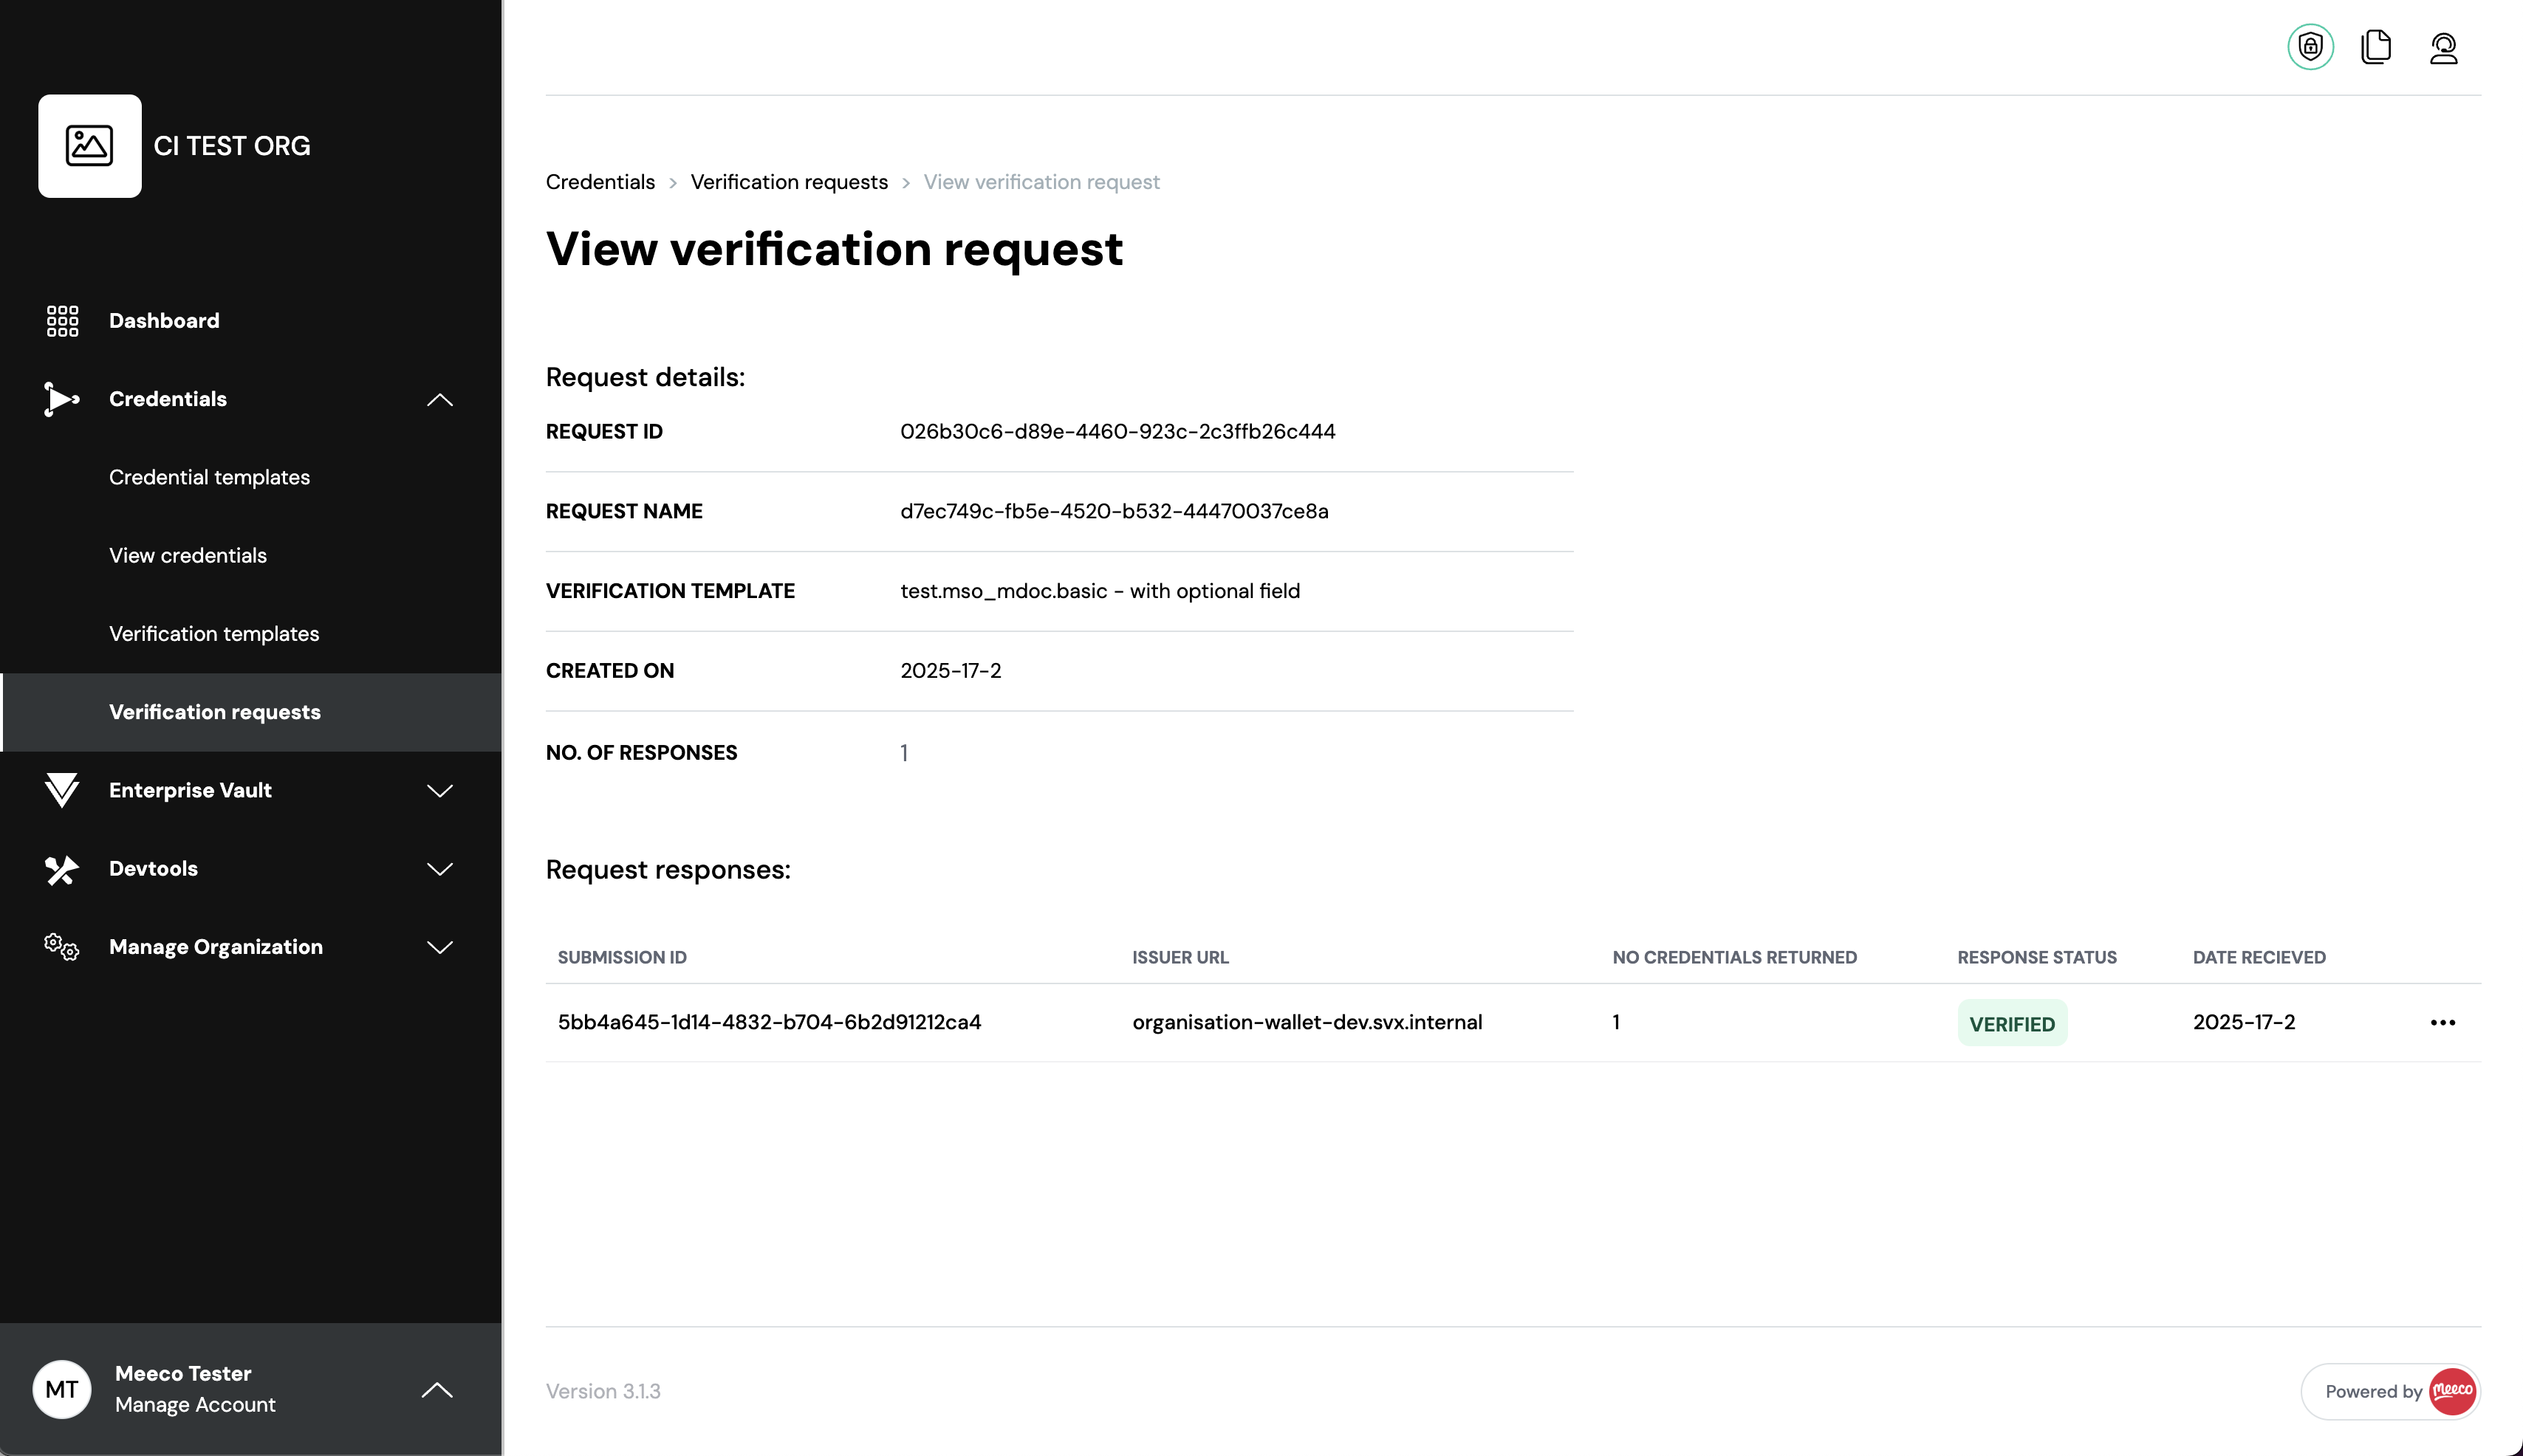 CI TEST ORG
Dashboard
Credentials
Credential templates
View credentials
Verification templates
Verification requests
Enterprise Vault
Devtools
Manage Organization
MT
Meeco Tester
Manage Account
Credentials > Verification requests > View verification request
View verification request
Request details:
REQUEST ID 026b30c6-d89e-4460-923c-2c3ffb26c444
REQUEST NAME d7ec749c-fb5e-4520-b532-44470037ce8a
VERIFICATION TEMPLATE test.mso_mdoc.basic - with optional field
CREATED ON 2025-17-2
NO. OF RESPONSES 1
Request responses:
SUBMISSION ID ISSUER URL NO CREDENTIALS RETURNED RESPONSE STATUS DATE RECIEVED
5bb4a645-1d14-4832-b704-6b2d91212ca4 organisation-wallet-dev.svx.internal 1 VERIFIED 2025-17-2
Version 3.1.3
Powered by meeco